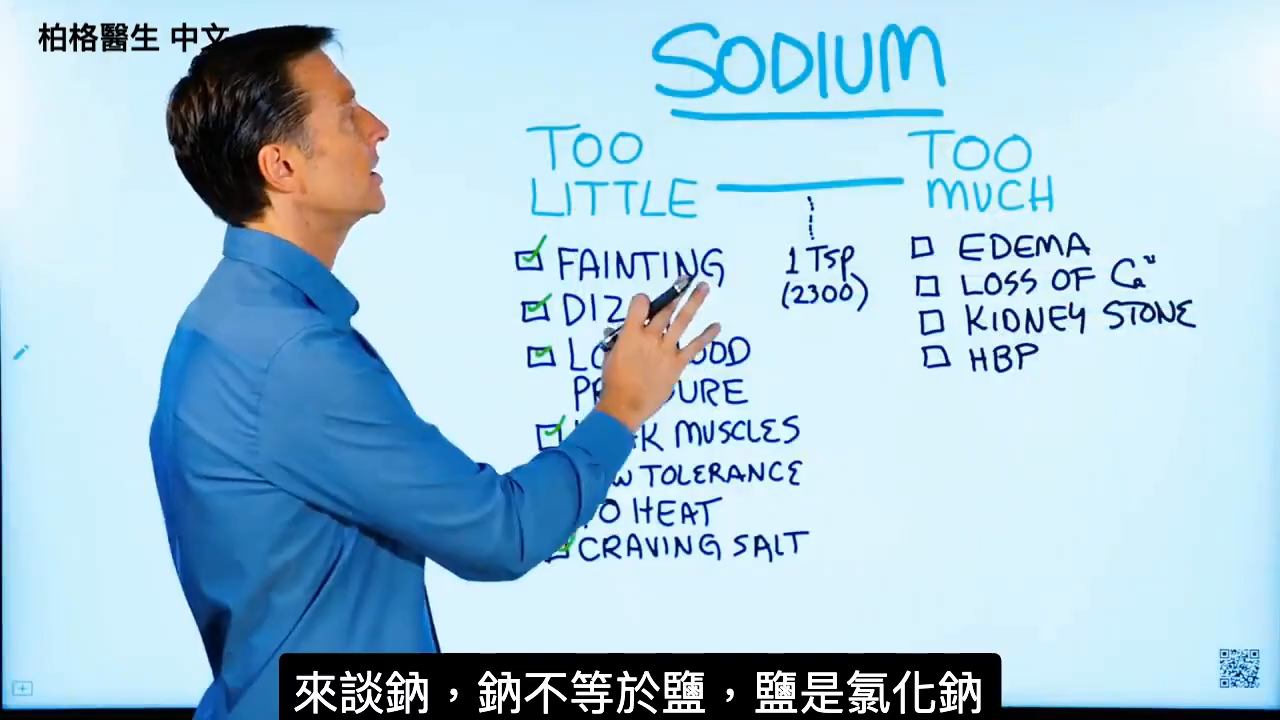 柏格醫生 中文
SODIUM
TOO
LITTLE
TOO
MUCH
FAINTING
1 TSP
(2300)
EDEMA
LOSS OF Ca
KIDNEY STONE
HBP
MUSCLES
TOLERANCE
TO HEAT
CRAVING SALT
來談鈉，鈉不等於鹽，鹽是氯化鈉